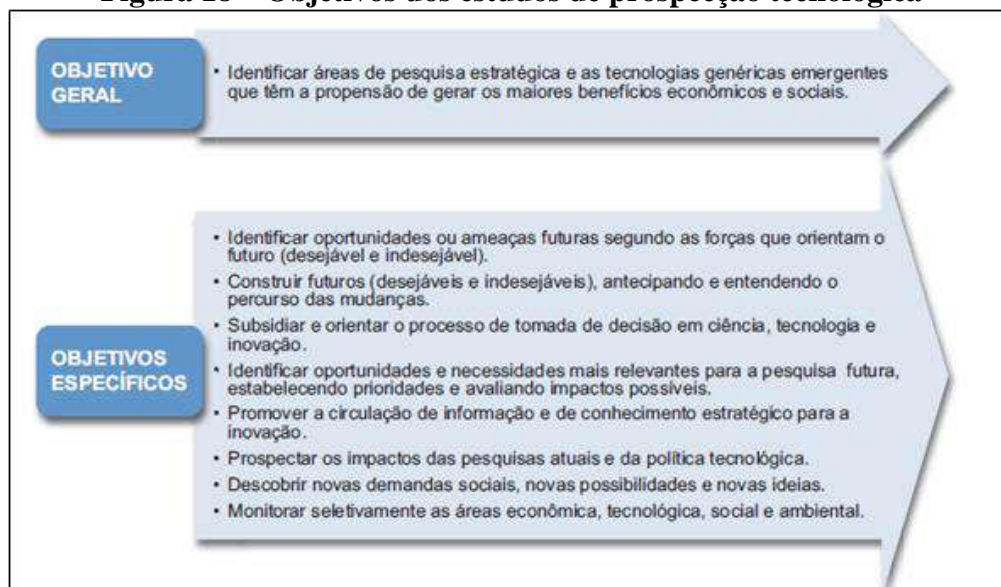 Objetivos dos estudos de prospecção tecnológica
OBJETIVO
GERAL
• Identificar áreas de pesquisa estratégica e as tecnologias genéricas emergentes
que têm a propensão de gerar os maiores benefícios econômicos e sociais.
OBJETIVOS
ESPECÍFICOS
• Identificar oportunidades ou ameaças futuras segundo as forças que orientam o
futuro (desejável e indesejável).
• Construir futuros (desejáveis e indesejáveis), antecipando e entendendo o
percurso das mudanças.
• Subsidiar e orientar o processo de tomada de decisão em ciência, tecnologia e
inovação.
• Identificar oportunidades e necessidades mais relevantes para a pesquisa futura,
estabelecendo prioridades e avaliando impactos possíveis.
• Promover a circulação de informação e de conhecimento estratégico para a
inovação.
• Prospectar os impactos das pesquisas atuais e da política tecnológica.
• Descobrir novas demandas sociais, novas possibilidades e novas ideias.
• Monitorar seletivamente as áreas econômica, tecnológica, social e ambiental.